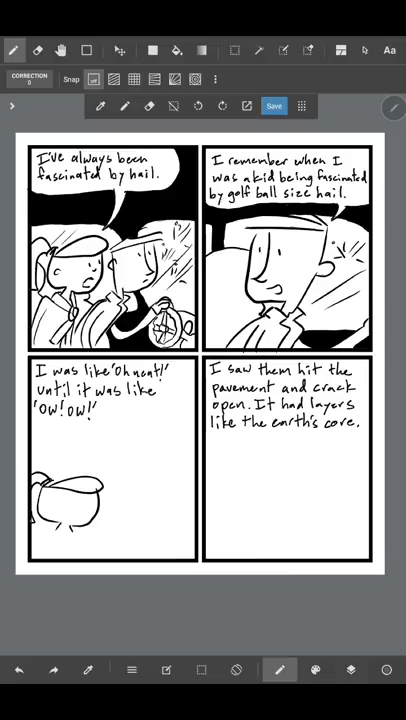 Aa
CORRECTION
0
Snap
off
Save
I've always been
fascinated by hail.
I remember when I
was a kid being fascinated
by golf ball size hail.
I was like 'Oh neat!'
until it was like
'OW! OW!'
I saw them hit the
pavement and crack
open. It had layers
like the earth's core.